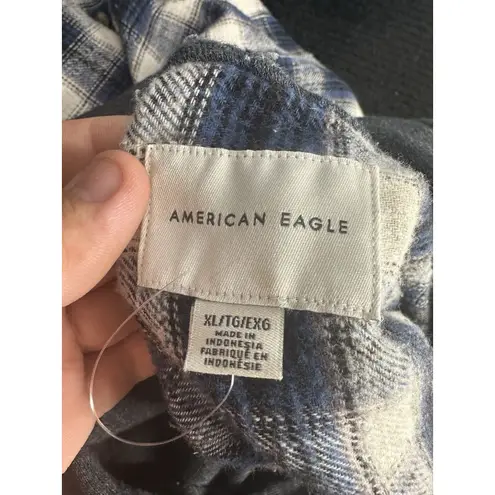 AMERICAN EAGLE
XL/TG/EXG
MADE IN
INDONESIA
FABRIQUÉ EN
INDONÉSIE